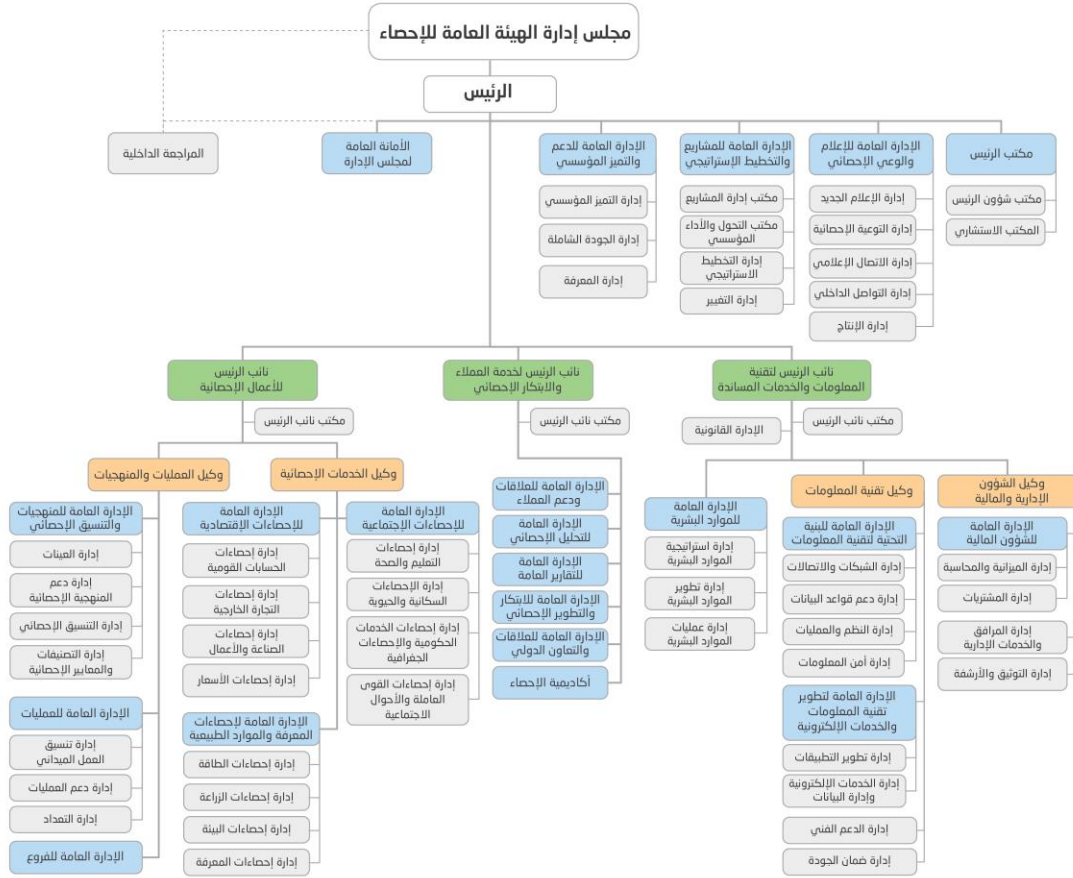 مجلس إدارة الهيئة العامة للإحصاء
الرئيس
مكتب الرئيس
مكتب شؤون الرئيس
المكتب الاستشاري
الإدارة العامة للإعلام
والوعي الإحصائي
إدارة الإعلام الجديد
إدارة التوعية الإحصائية
إدارة الاتصال الإعلامي
إدارة التواصل الداخلي
إدارة الإنتاج
الإدارة العامة للمشاريع
والتخطيط الإستراتيجي
مكتب إدارة المشاريع
مكتب التحول والأداء
المؤسسي
إدارة التخطيط
الاستراتيجي
إدارة التغيير
الإدارة العامة للدعم
والتميز المؤسسي
إدارة التميز المؤسسي
إدارة الجودة الشاملة
إدارة المعرفة
الأمانة العامة
لمجلس الإدارة
المراجعة الداخلية
نائب الرئيس لتقنية
المعلومات والخدمات المساندة
مكتب نائب الرئيس
الإدارة القانونية
وكيل الشؤون
الإدارية والمالية
الإدارة العامة
للشؤون المالية
إدارة الميزانية والمحاسبة
إدارة المشتريات
إدارة المرافق
والخدمات الإدارية
إدارة التوثيق والأرشفة
وكيل تقنية المعلومات
الإدارة العامة للبنية
التحتية لتقنية المعلومات
إدارة الشبكات والاتصالات
إدارة دعم قواعد البيانات
إدارة النظم والعمليات
إدارة أمن المعلومات
الإدارة العامة لتطوير
تقنية المعلومات
والخدمات الإلكترونية
إدارة تطوير التطبيقات
إدارة الخدمات الإلكترونية
وإدارة البيانات
إدارة الدعم الفني
إدارة ضمان الجودة
الإدارة العامة
للموارد البشرية
إدارة استراتيجية
الموارد البشرية
إدارة تطوير
الموارد البشرية
إدارة عمليات
الموارد البشرية
نائب الرئيس لخدمة العملاء
والابتكار الإحصائي
مكتب نائب الرئيس
الإدارة العامة للعلاقات
ودعم العملاء
الإدارة العامة
للتحليل الإحصائي
الإدارة العامة
للتقارير العامة
الإدارة العامة للابتكار
والتطوير الإحصائي
الإدارة العامة للعلاقات
والتعاون الدولي
أكاديمية الإحصاء
نائب الرئيس
للأعمال الإحصائية
مكتب نائب الرئيس
وكيل الخدمات الإحصائية
الإدارة العامة
للإحصاءات الإجتماعية
إدارة إحصاءات
التعليم والصحة
إدارة الإحصاءات
السكانية والحيوية
إدارة إحصاءات الخدمات
الحكومية والإحصاءات
الجغرافية
إدارة إحصاءات القوى
العاملة والأحوال
الاجتماعية
الإدارة العامة
للإحصاءات الإقتصادية
إدارة إحصاءات
الحسابات القومية
إدارة إحصاءات
التجارة الخارجية
إدارة إحصاءات
الصناعة والأعمال
إدارة إحصاءات الأسعار
الإدارة العامة لإحصاءات
المعرفة والموارد الطبيعية
إدارة إحصاءات الطاقة
إدارة إحصاءات الزراعة
إدارة إحصاءات البيئة
إدارة إحصاءات المعرفة
وكيل العمليات والمنهجيات
الإدارة العامة للمنهجيات
والتنسيق الإحصائي
إدارة العينات
إدارة دعم
المنهجية الإحصائية
إدارة التنسيق الإحصائي
إدارة التصنيفات
والمعايير الإحصائية
الإدارة العامة للعمليات
إدارة تنسيق
العمل الميداني
إدارة دعم العمليات
إدارة التعداد
الإدارة العامة للفروع